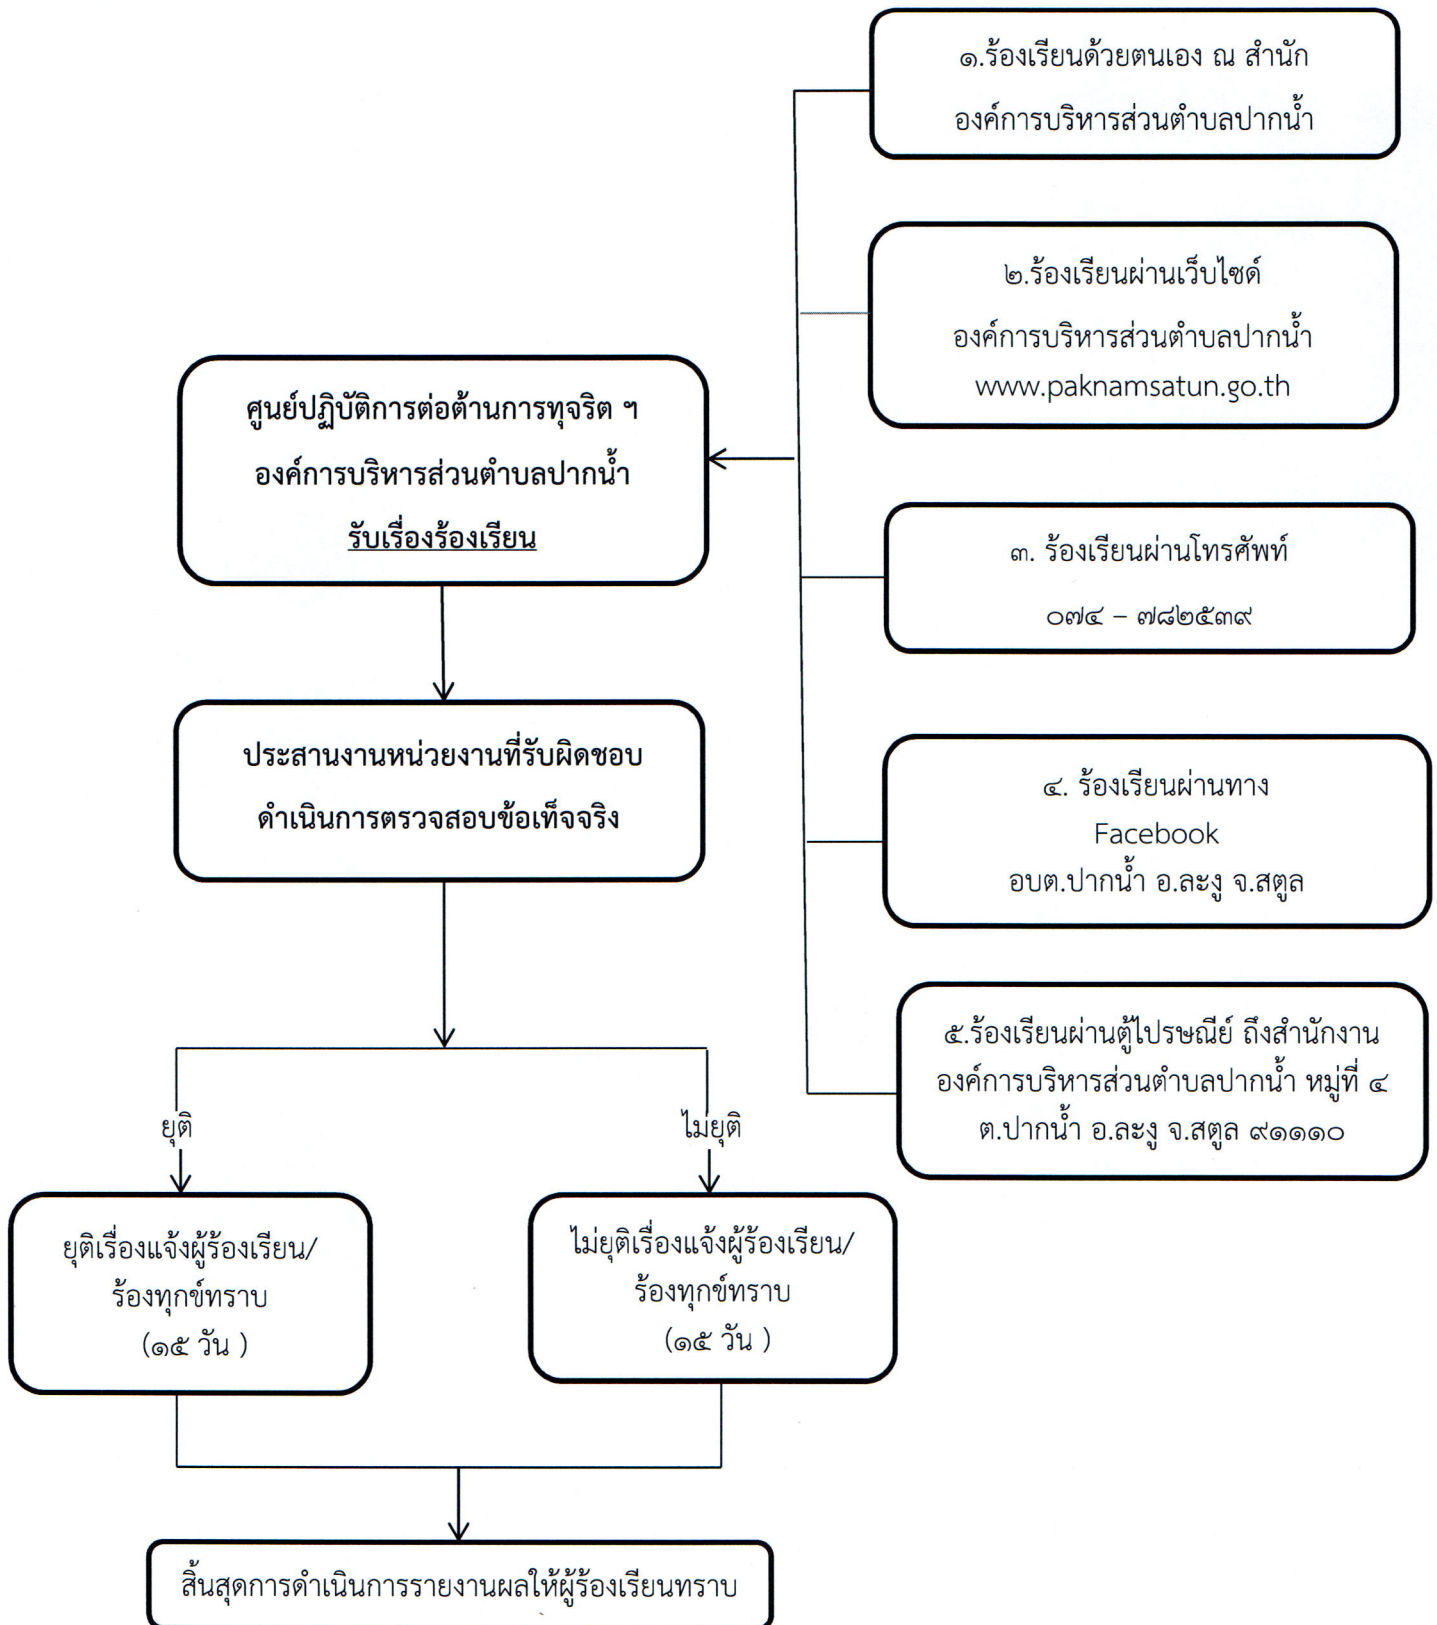 ๑.ร้องเรียนด้วยตนเอง ณ สำนัก
องค์การบริหารส่วนตำบลปากน้ำ
๒.ร้องเรียนผ่านเว็บไซด์
องค์การบริหารส่วนตำบลปากน้ำ
www.paknamsatun.go.th
ศูนย์ปฏิบัติการต่อต้านการทุจริต ฯ
องค์การบริหารส่วนตำบลปากน้ำ
รับเรื่องร้องเรียน
๓. ร้องเรียนผ่านโทรศัพท์
๐๗๔ – ๗๘๒๕๓๙
ประสานงานหน่วยงานที่รับผิดชอบ
ดำเนินการตรวจสอบข้อเท็จจริง
๔. ร้องเรียนผ่านทาง
Facebook
อบต.ปากน้ำ อ.ละงู จ.สตูล
๕.ร้องเรียนผ่านตู้ไปรษณีย์ ถึงสำนักงาน
องค์การบริหารส่วนตำบลปากน้ำ หมู่ที่ ๔
ต.ปากน้ำ อ.ละงู จ.สตูล ๙๑๑๑๐
ยุติ
ไม่ยุติ
ยุติเรื่องแจ้งผู้ร้องเรียน/
ร้องทุกข์ทราบ
(๑๕ วัน )
ไม่ยุติเรื่องแจ้งผู้ร้องเรียน/
ร้องทุกข์ทราบ
(๑๕ วัน )
สิ้นสุดการดำเนินการรายงานผลให้ผู้ร้องเรียนทราบ